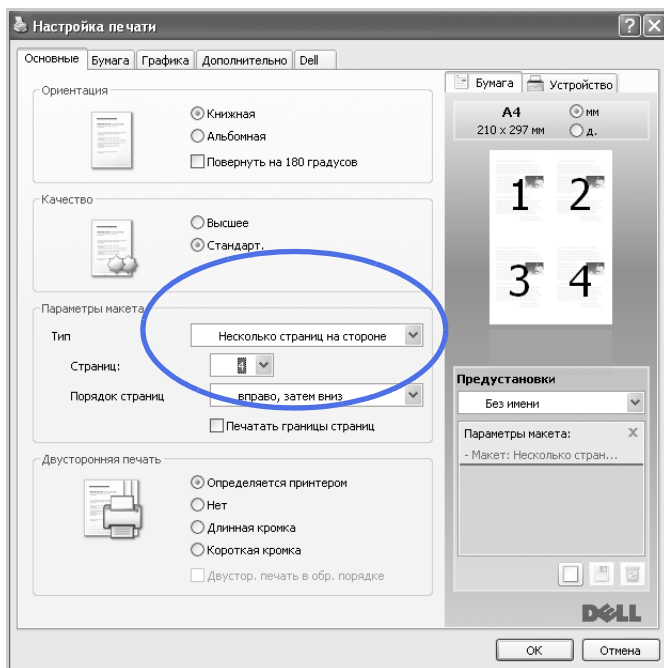 Настройка печати
Основные Бумага Графика Дополнительно Dell
Ориентация
Книжная
Альбомная
Повернуть на 180 градусов
Качество
Высшее
Стандарт.
Параметры макета
Тип Несколько страниц на стороне
Страниц:
Порядок страниц вправо, затем вниз
Печатать границы страниц
Двусторонняя печать
Определяется принтером
Нет
Длинная кромка
Короткая кромка
Двустор. печать в обр. порядке
Бумага Устройство
A4 мм
210 x 297 мм д.
1 2
3 4
Предустановки
Без имени
Параметры макета: X
- Макет: Несколько стран...
DELL
OK Отмена